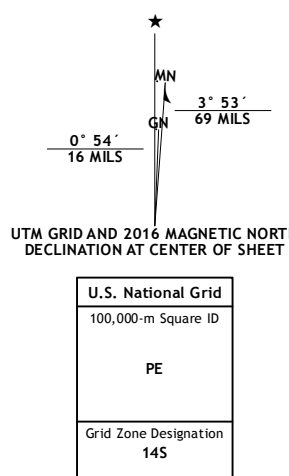 MN
3° 53´
69 MILS
GN
0° 54´
16 MILS
UTM GRID AND 2016 MAGNETIC NORT
DECLINATION AT CENTER OF SHEET
U.S. National Grid
100,000-m Square ID
PE
Grid Zone Designation
14S